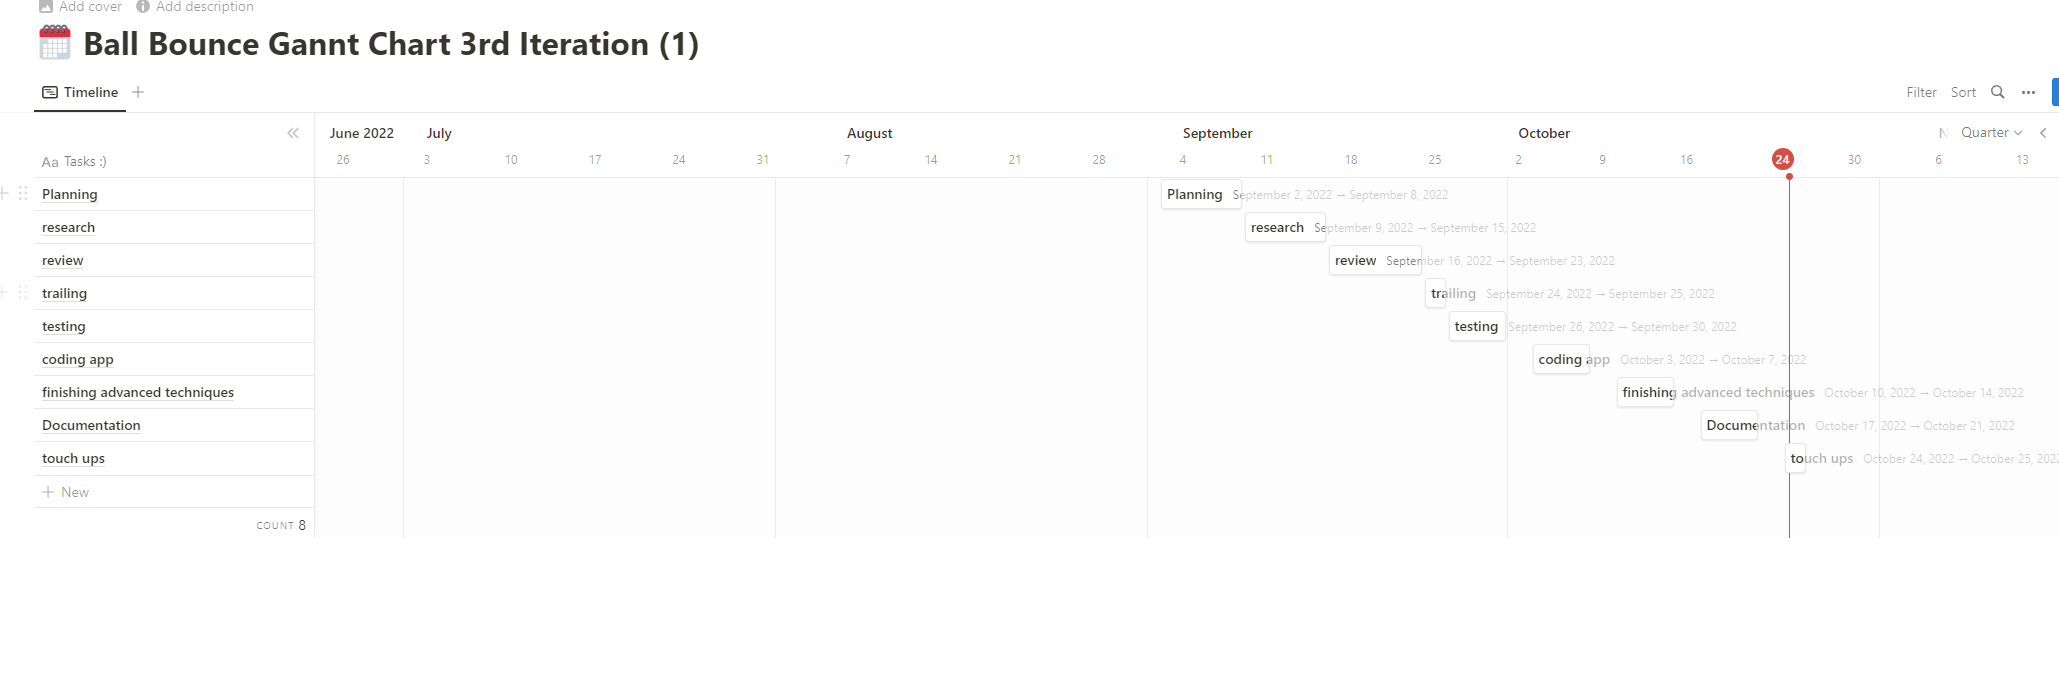 Add cover Add description
Ball Bounce Gannt Chart 3rd Iteration (1)
Timeline Filter Sort
June 2022 July August September October N Quarter
Aa Tasks :) 26 3 10 17 24 31 7 14 21 28 4 11 18 25 2 9 16 24 30 6 13
Planning Planning September 2, 2022 → September 8, 2022
research research September 9, 2022 → September 15, 2022
review review September 16, 2022 → September 23, 2022
trailing trailing September 24, 2022 → September 25, 2022
testing testing September 26, 2022 → September 30, 2022
coding app coding app October 3, 2022 → October 7, 2022
finishing advanced techniques finishing advanced techniques October 10, 2022 → October 14, 2022
Documentation Documentation October 17, 2022 → October 21, 2022
touch ups touch ups October 24, 2022 → October 25, 202
New
COUNT 8